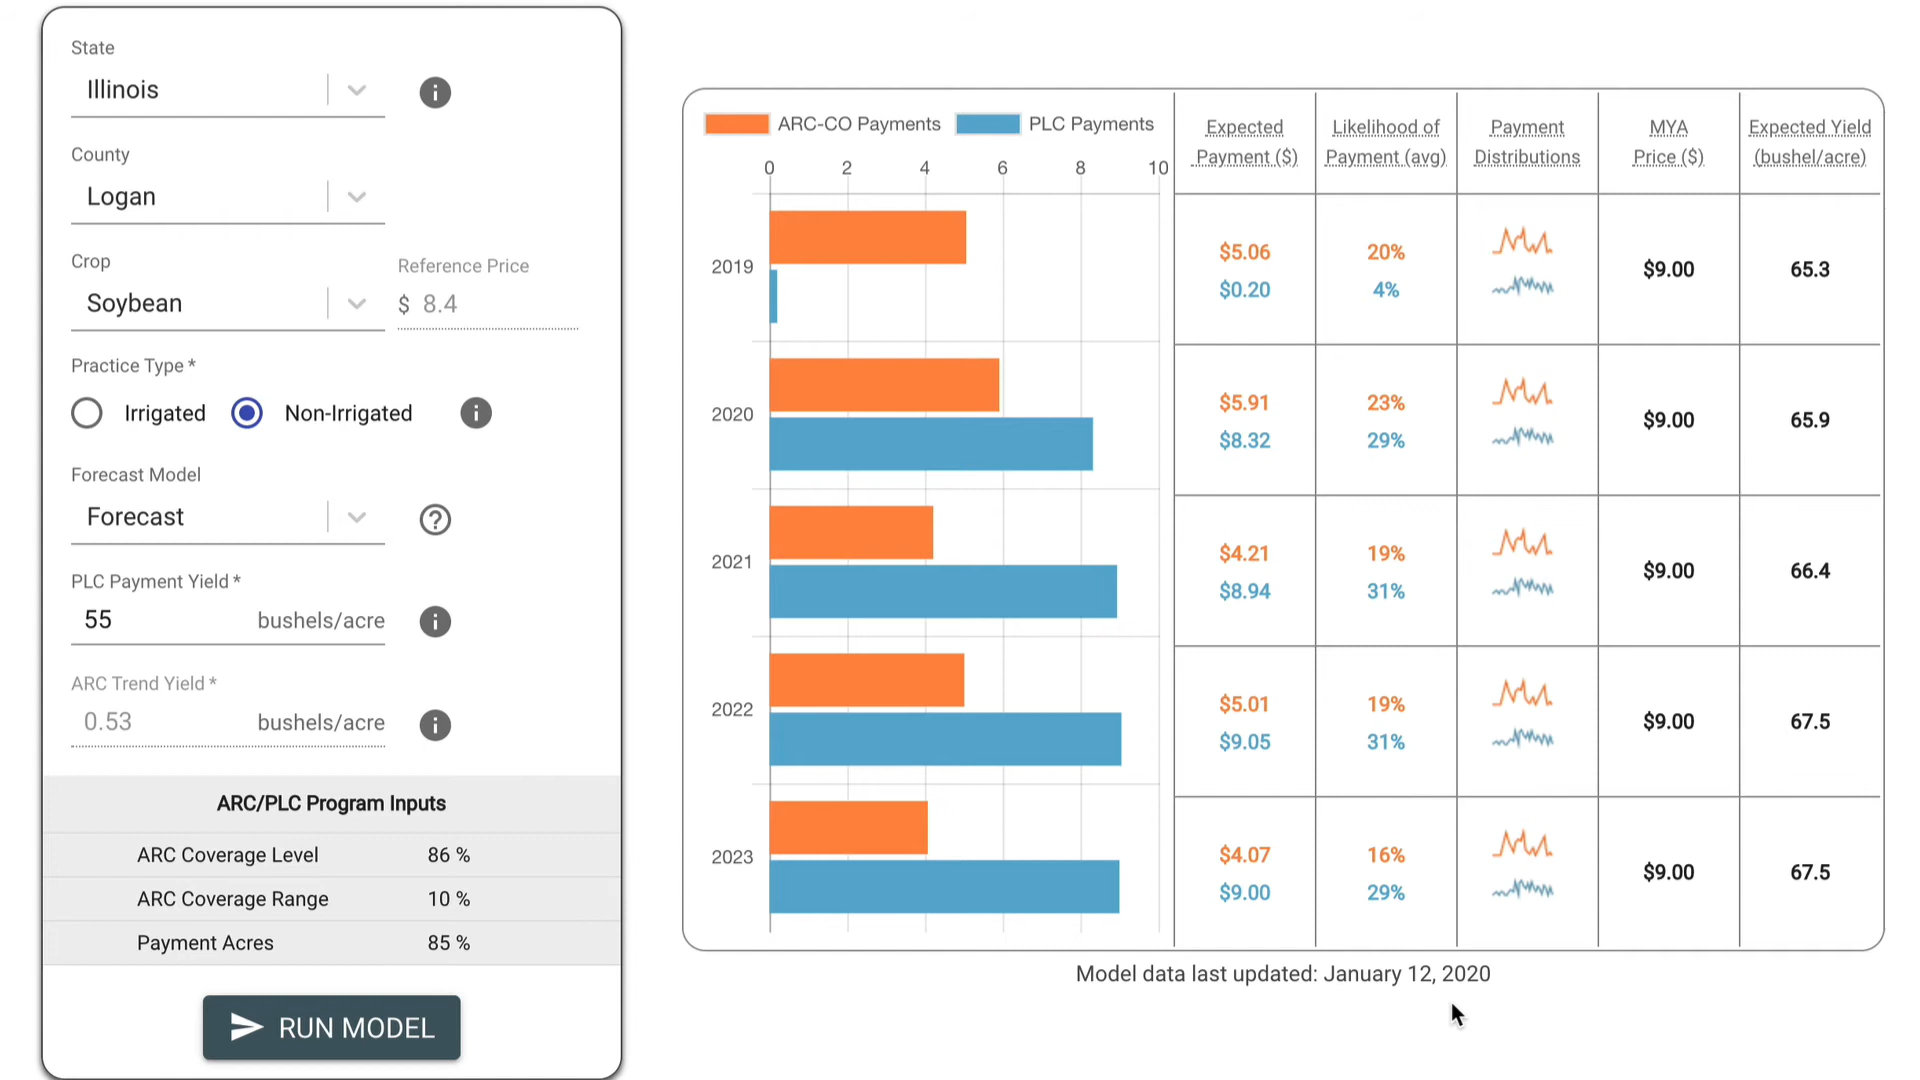 State
Illinois
County
Logan
Crop
Reference Price
Soybean
$ 8.4
Practice Type *
Irrigated
Non-Irrigated
Forecast Model
Forecast
PLC Payment Yield *
55 bushels/acre
ARC Trend Yield *
0.53 bushels/acre
ARC/PLC Program Inputs
ARC Coverage Level 86 %
ARC Coverage Range 10 %
Payment Acres 85 %
RUN MODEL
ARC-CO Payments
PLC Payments
0 2 4 6 8 10
Expected
Payment ($)
Likelihood of
Payment (avg)
Payment
Distributions
MYA
Price ($)
Expected Yield
(bushel/acre)
2019
$5.06 20%
$0.20 4%
$9.00 65.3
2020
$5.91 23%
$8.32 29%
$9.00 65.9
2021
$4.21 19%
$8.94 31%
$9.00 66.4
2022
$5.01 19%
$9.05 31%
$9.00 67.5
2023
$4.07 16%
$9.00 29%
$9.00 67.5
Model data last updated: January 12, 2020